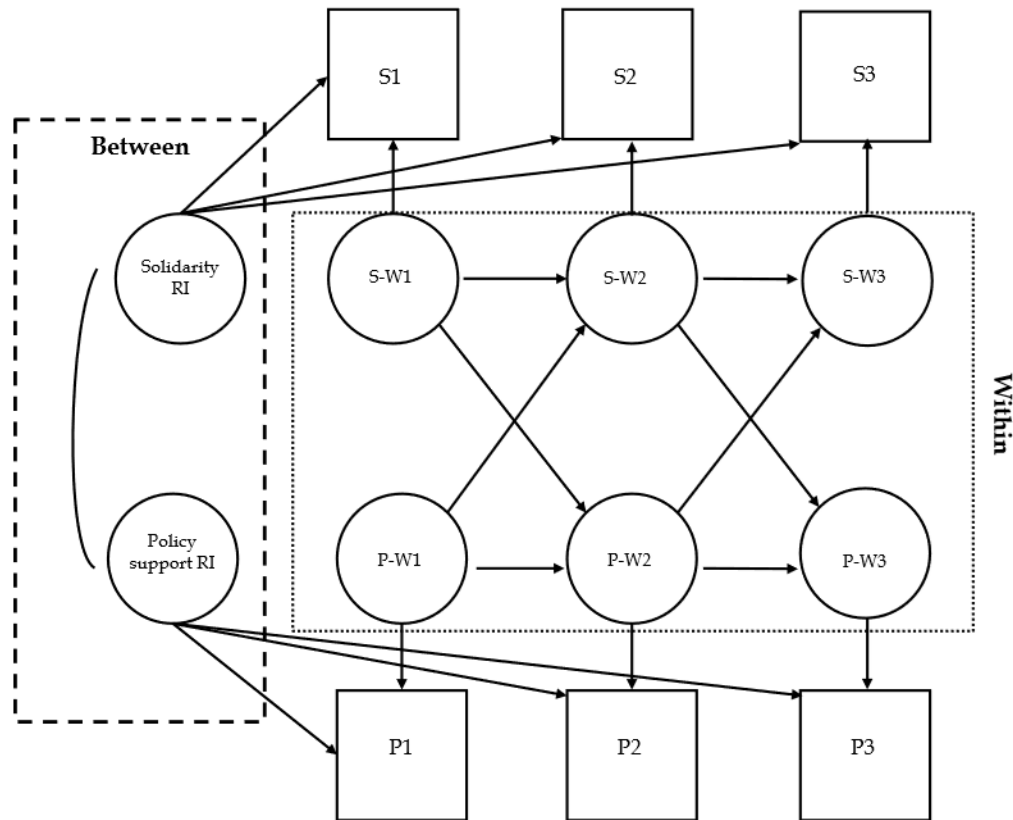 S1
S2
S3
Between
Solidarity
RI
S-W1
S-W2
S-W3
Within
Policy
support RI
P-W1
P-W2
P-W3
P1
P2
P3